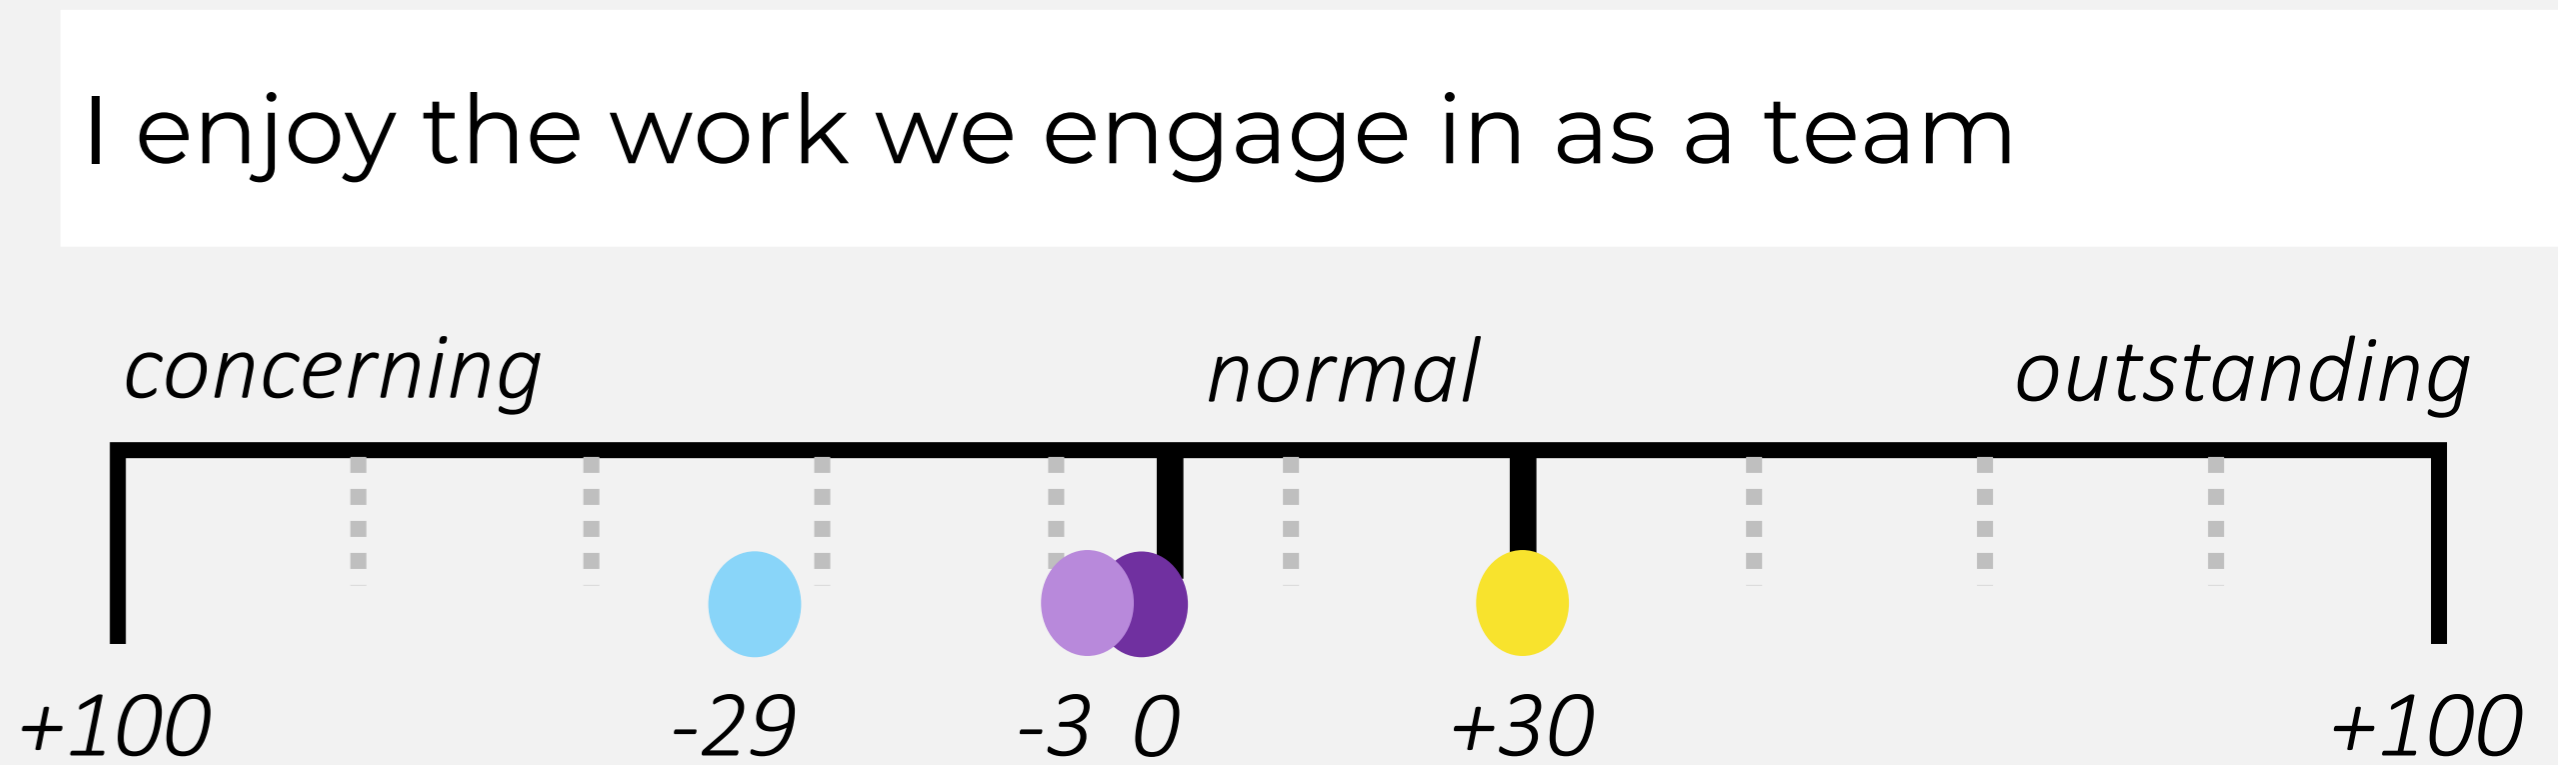 I enjoy the work we engage in as a team
concerning normal outstanding
+100 -29 -3 0 +30 +100